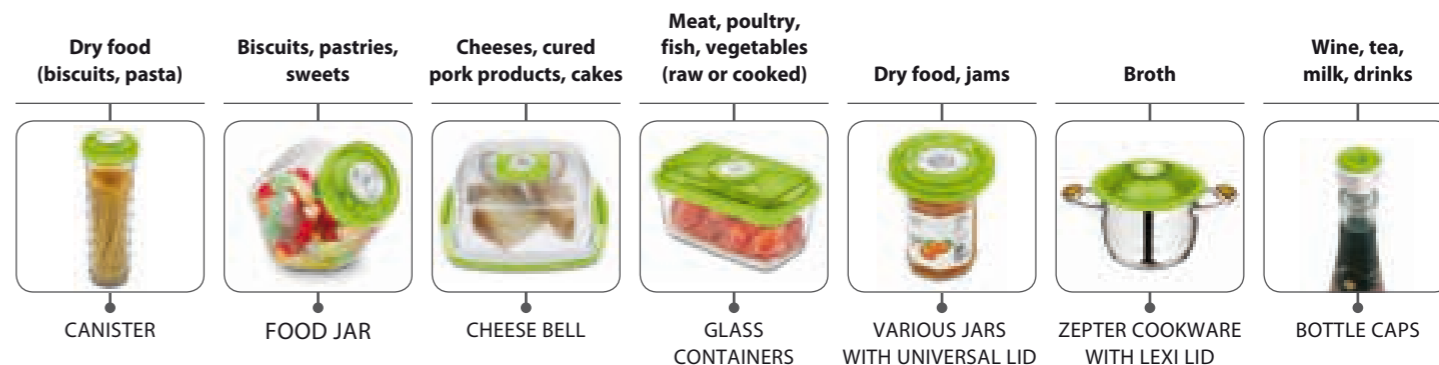 Dry food
(biscuits, pasta)
Biscuits, pastries,
sweets
Cheeses, cured
pork products, cakes
Meat, poultry,
fish, vegetables
(raw or cooked)
Dry food, jams
Broth
Wine, tea,
milk, drinks
CANISTER
FOOD JAR
CHEESE BELL
GLASS
CONTAINERS
VARIOUS JARS
WITH UNIVERSAL LID
ZEPTER COOKWARE
WITH LEXI LID
BOTTLE CAPS